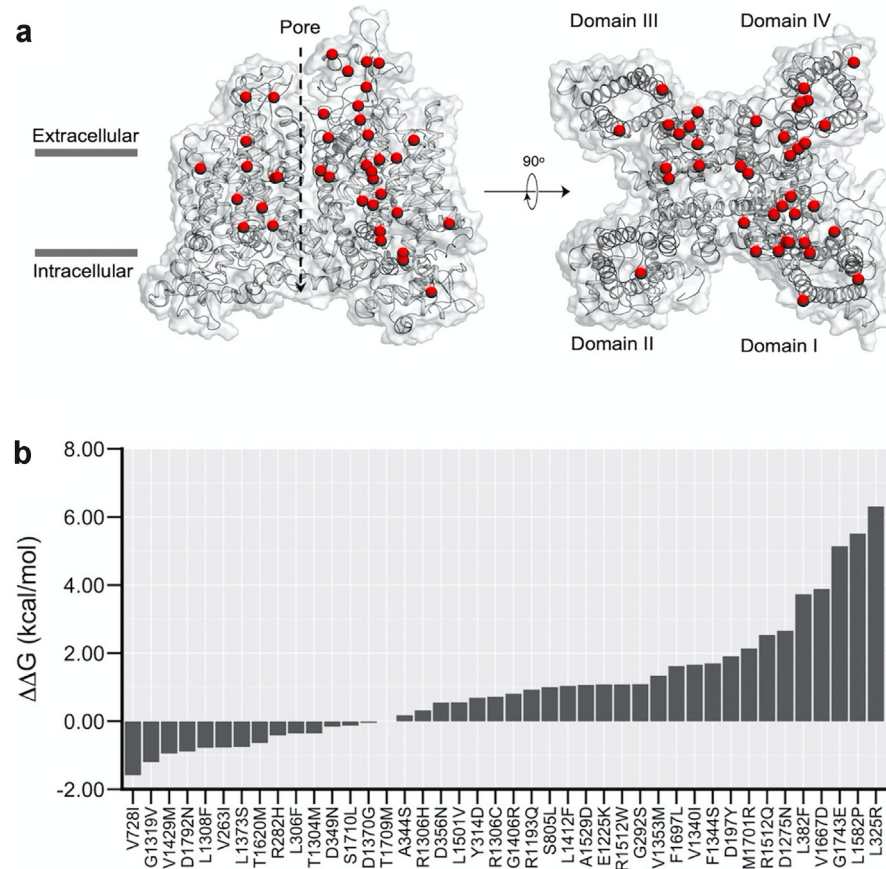 a
Pore
Extracellular
Intracellular
90º
Domain III
Domain IV
Domain II
Domain I
b
ΔΔG (kcal/mol)
8.00
6.00
4.00
2.00
0.00
-2.00
V728I
G1319V
V1429M
D1792N
L1308F
V263I
L1373S
T1620M
R282H
L306F
T1304M
D349N
S1710L
D1370G
T1709M
A344S
R1306H
D356N
L1501V
Y314D
R1306C
G1406R
R1193Q
S805L
L1412F
A1529D
E1225K
R1512W
G292S
V1353M
F1697L
V1340I
F1344S
D197Y
M1701R
R1512Q
D1275N
L382F
V1667D
G1743E
L1582P
L325R